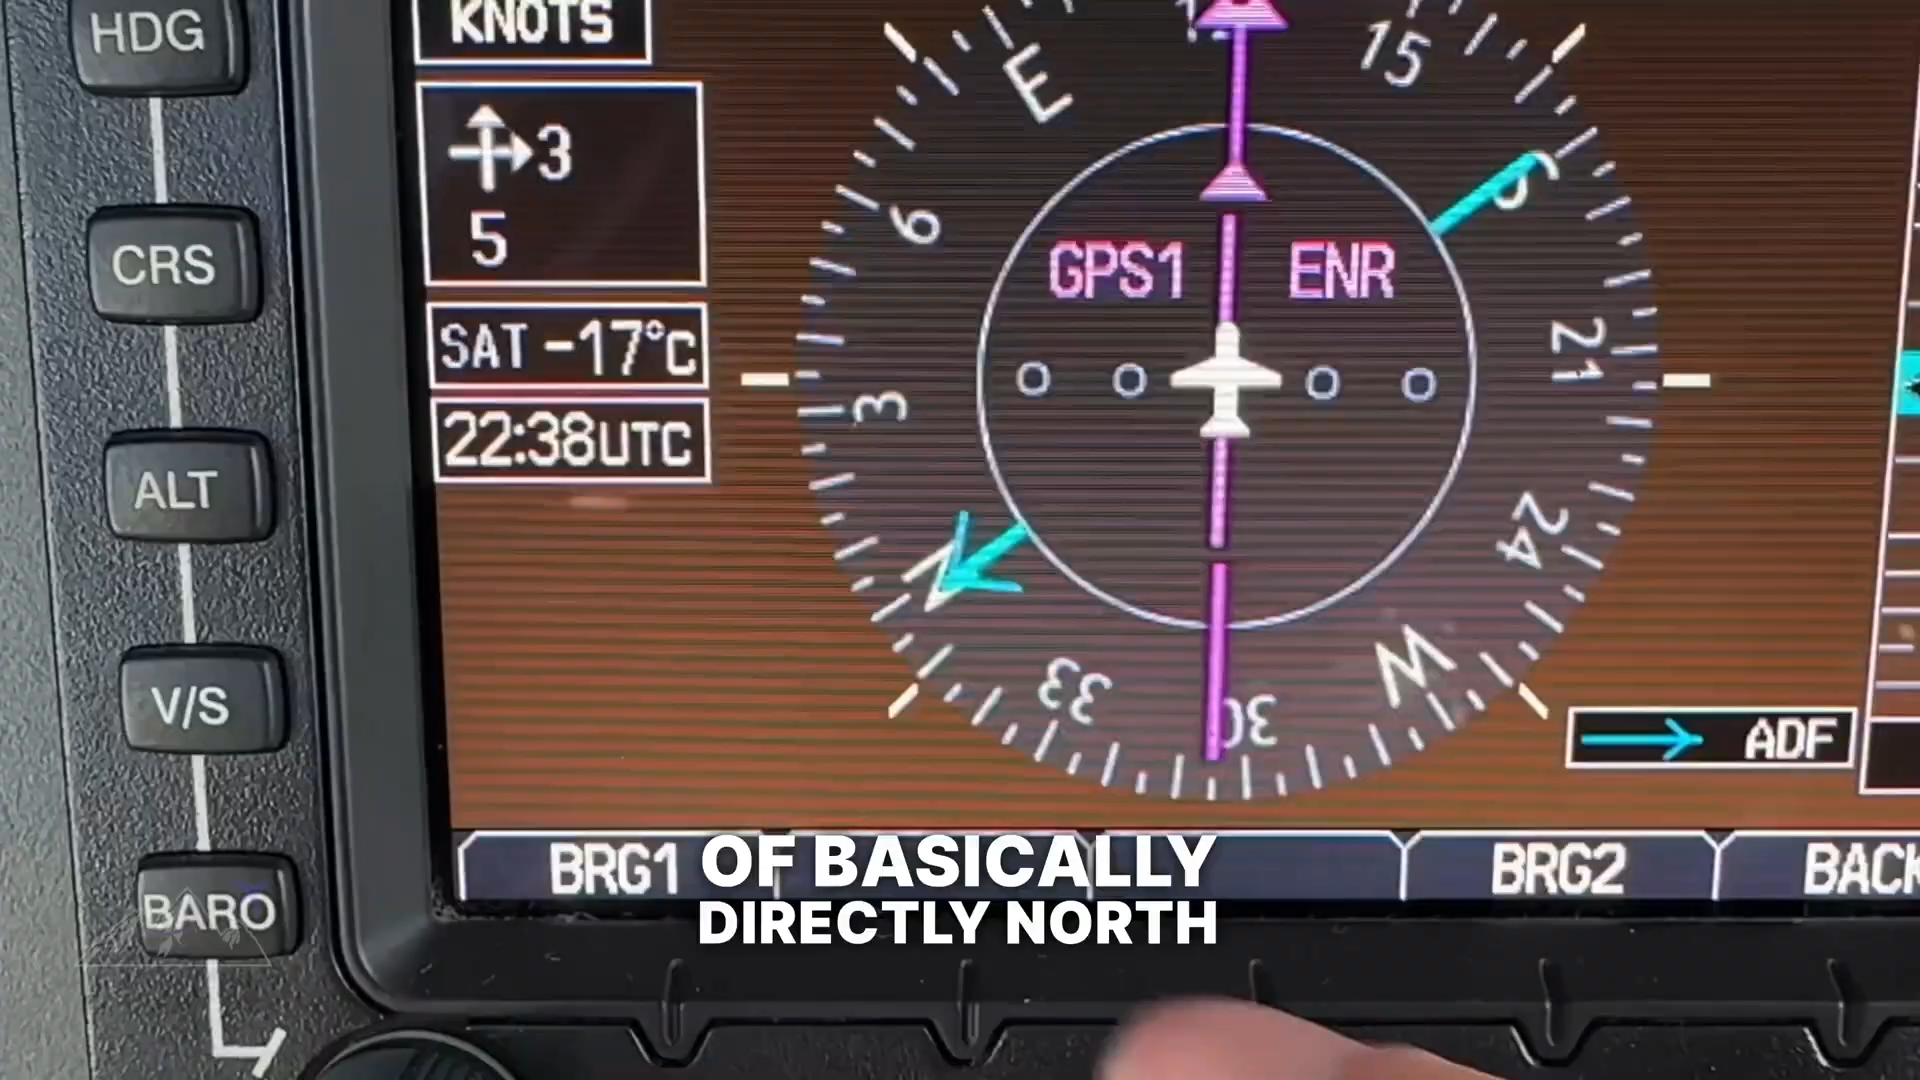 HDG
CRS
ALT
V/S
BARO
KNOTS
3
5
SAT -17°C
22:38UTC
E
15
S
6
21
3
24
N
33
30
W
GPS1 ENR
ADF
BRG1
BRG2
BACK
OF BASICALLY
DIRECTLY NORTH